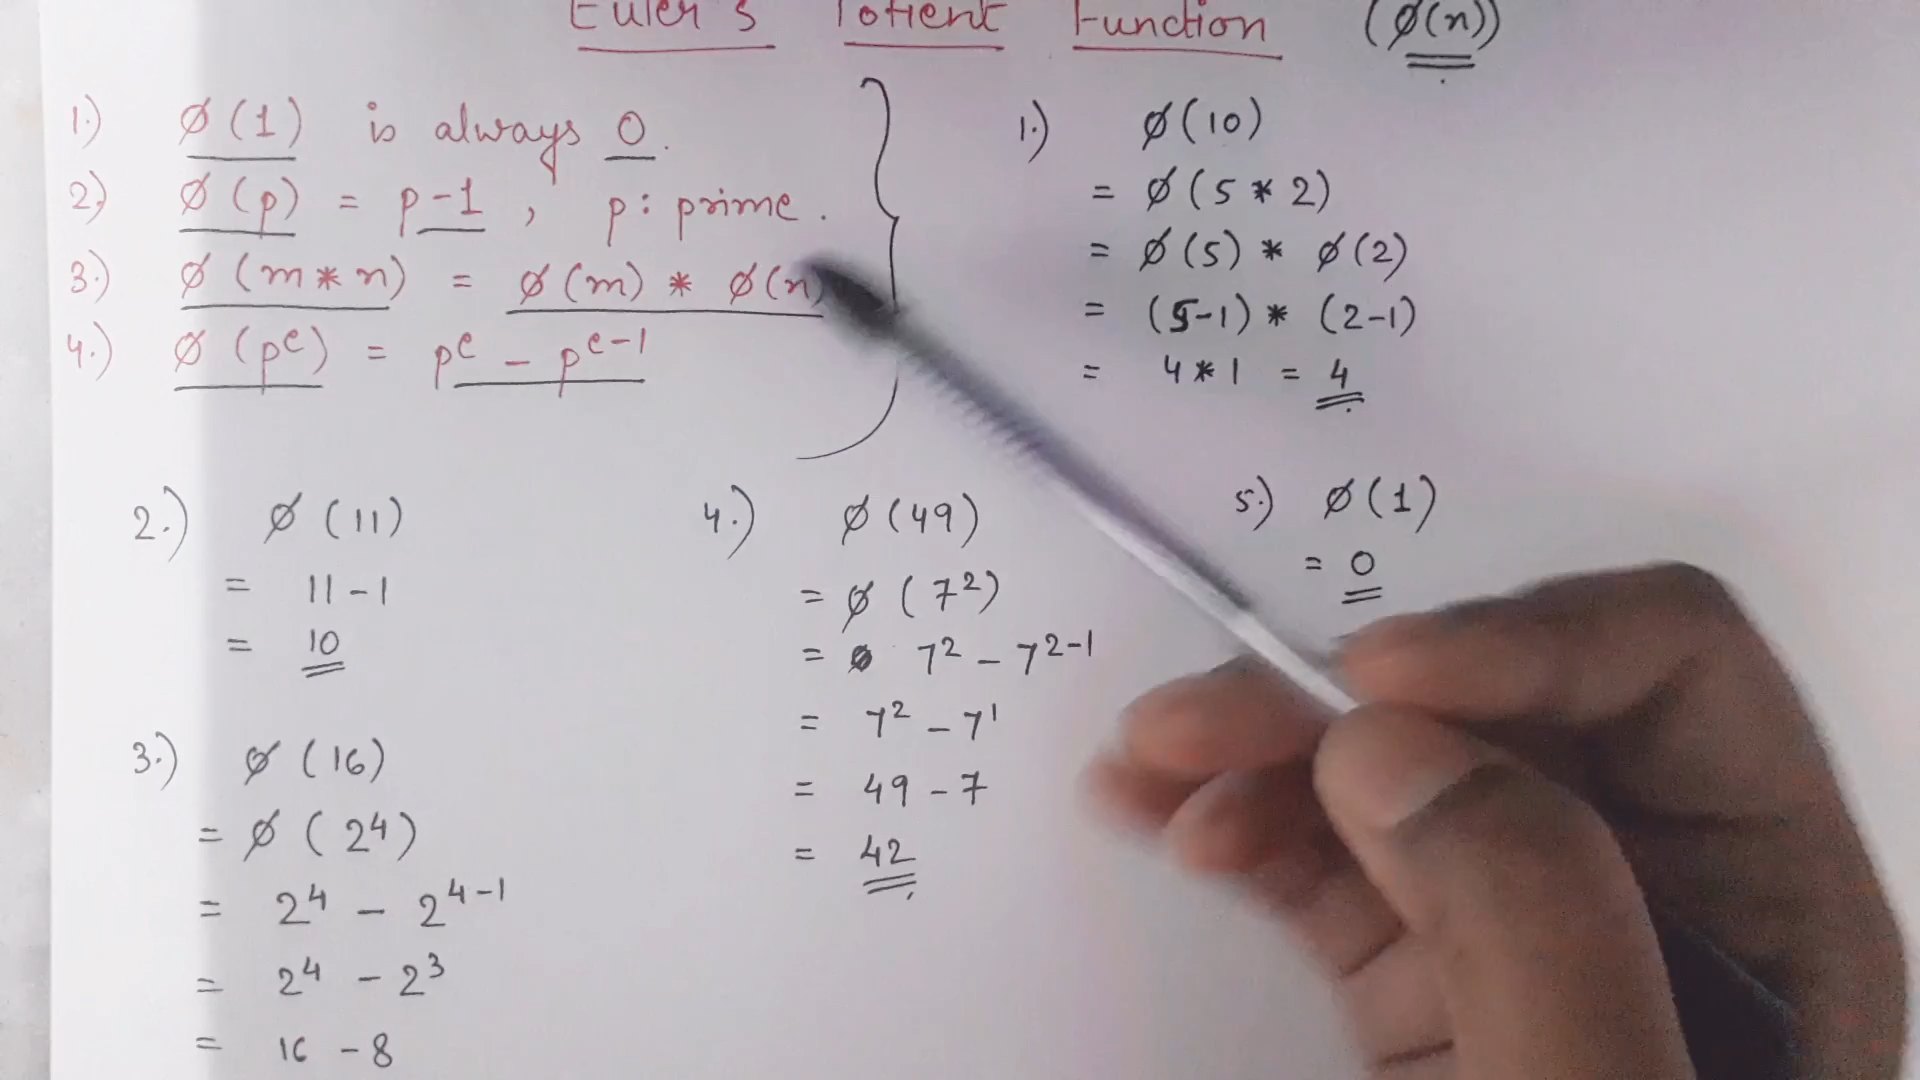 Euler's Totient Function (Ø(n))
1.) Ø(1) is always 0.
2.) Ø(p) = p-1, p: prime.
3.) Ø(m*n) = Ø(m) * Ø(n)
4.) Ø(p^e) = p^e - p^{e-1}
1.) Ø(10)
= Ø(5*2)
= Ø(5) * Ø(2)
= (5-1) * (2-1)
= 4*1 = 4
2.) Ø(11)
= 11-1
= 10
3.) Ø(16)
= Ø(2^4)
= 2^4 - 2^{4-1}
= 2^4 - 2^3
= 16 - 8
4.) Ø(49)
= Ø(7^2)
= 7^2 - 7^{2-1}
= 7^2 - 7^1
= 49 - 7
= 42
5.) Ø(1)
= 0